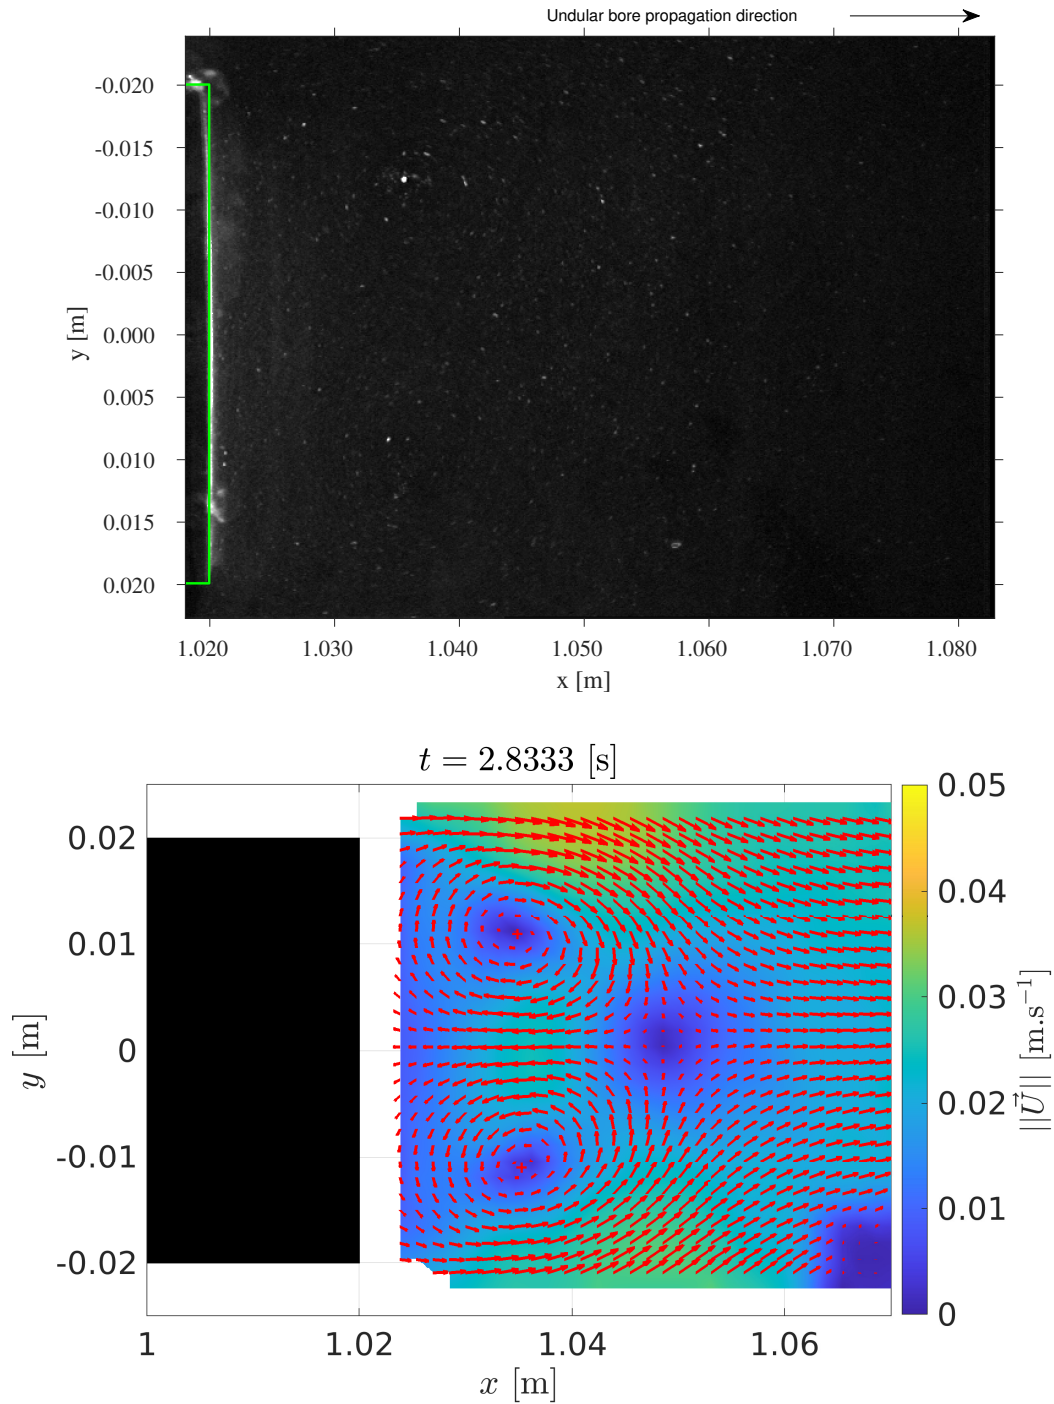 Undular bore propagation direction
-0.020
-0.015
-0.010
-0.005
0.000
0.005
0.010
0.015
0.020
y [m]
1.020 1.030 1.040 1.050 1.060 1.070 1.080
x [m]
t = 2.8333 [s]
0.02
0.01
0
-0.01
-0.02
y [m]
1 1.02 1.04 1.06
x [m]
0.05
0.04
0.03
0.02
0.01
0
||U⃗|| [m.s⁻¹]